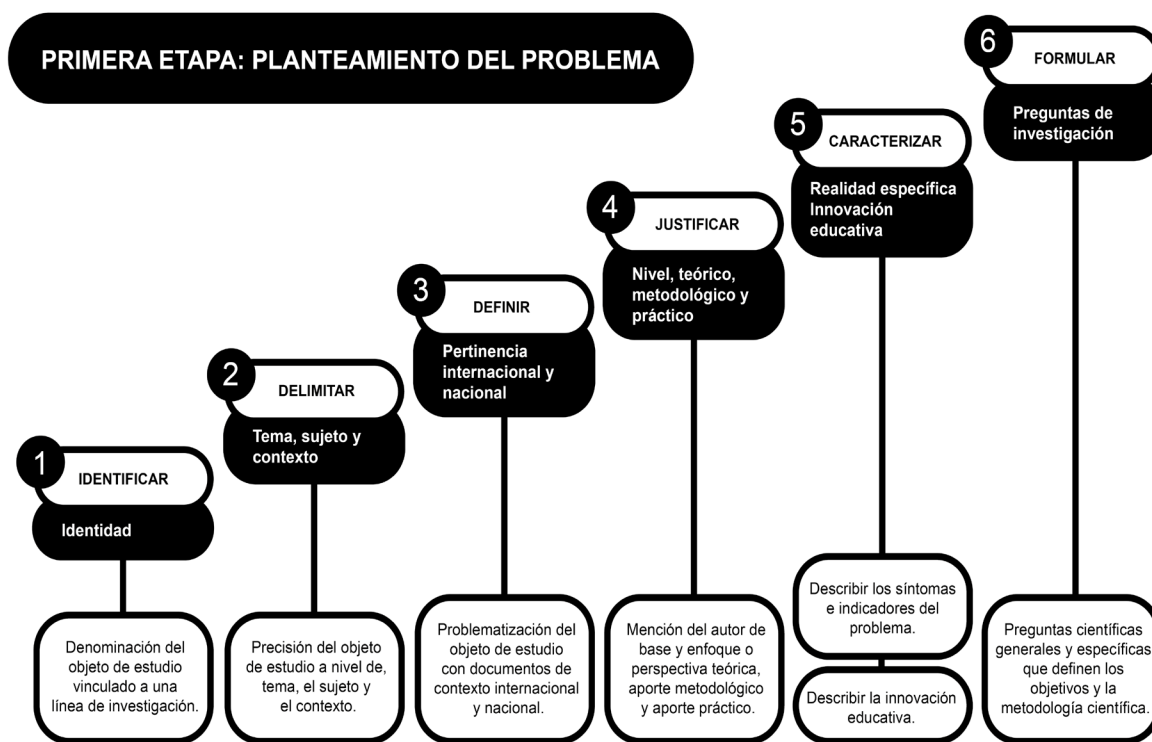 PRIMERA ETAPA: PLANTEAMIENTO DEL PROBLEMA
1
IDENTIFICAR
Identidad
Denominación del
objeto de estudio
vinculado a una
línea de investigación.
2
DELIMITAR
Tema, sujeto y
contexto
Precisión del objeto
de estudio a nivel de,
tema, el sujeto y
el contexto.
3
DEFINIR
Pertinencia
internacional y
nacional
Problematización del
objeto de estudio
con documentos de
contexto internacional
y nacional.
4
JUSTIFICAR
Nivel, teórico,
metodológico y
práctico
Mención del autor de
base y enfoque o
perspectiva teórica,
aporte metodológico
y aporte práctico.
5
CARACTERIZAR
Realidad específica
Innovación
educativa
Describir los síntomas
e indicadores del
problema.
Describir la innovación
educativa.
6
FORMULAR
Preguntas de
investigación
Preguntas científicas
generales y específicas
que definen los
objetivos y la
metodología científica.